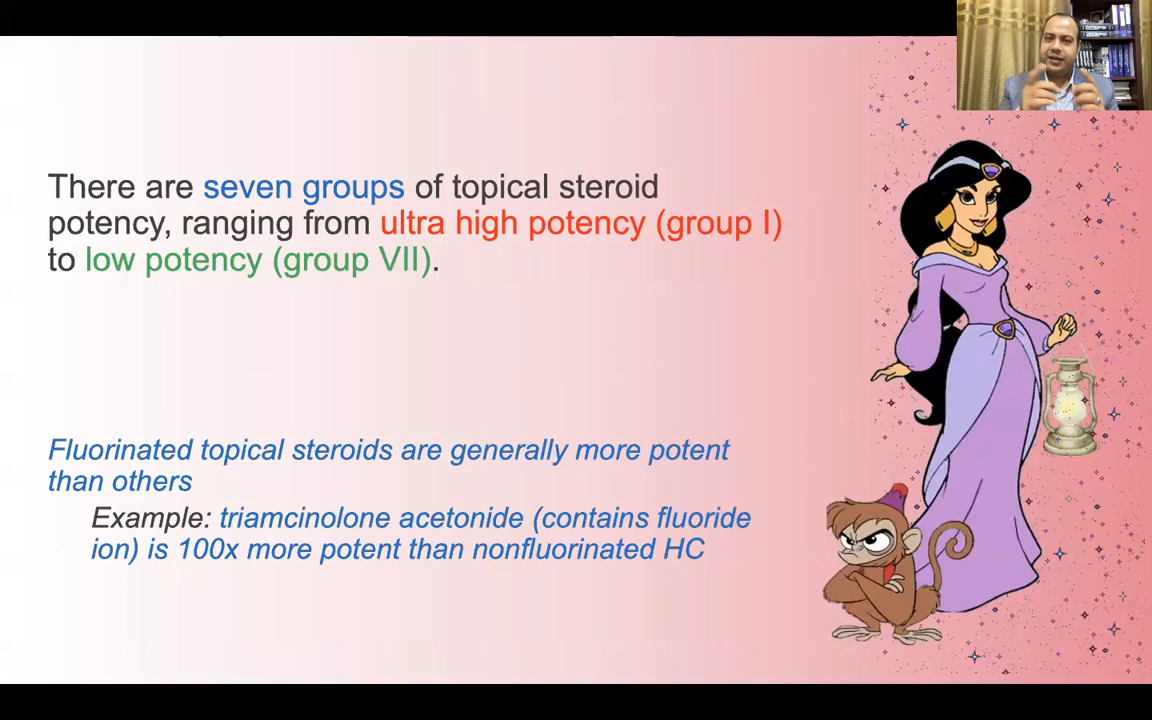 There are seven groups of topical steroid
potency, ranging from ultra high potency (group I)
to low potency (group VII).
Fluorinated topical steroids are generally more potent
than others
Example: triamcinolone acetonide (contains fluoride
ion) is 100x more potent than nonfluorinated HC